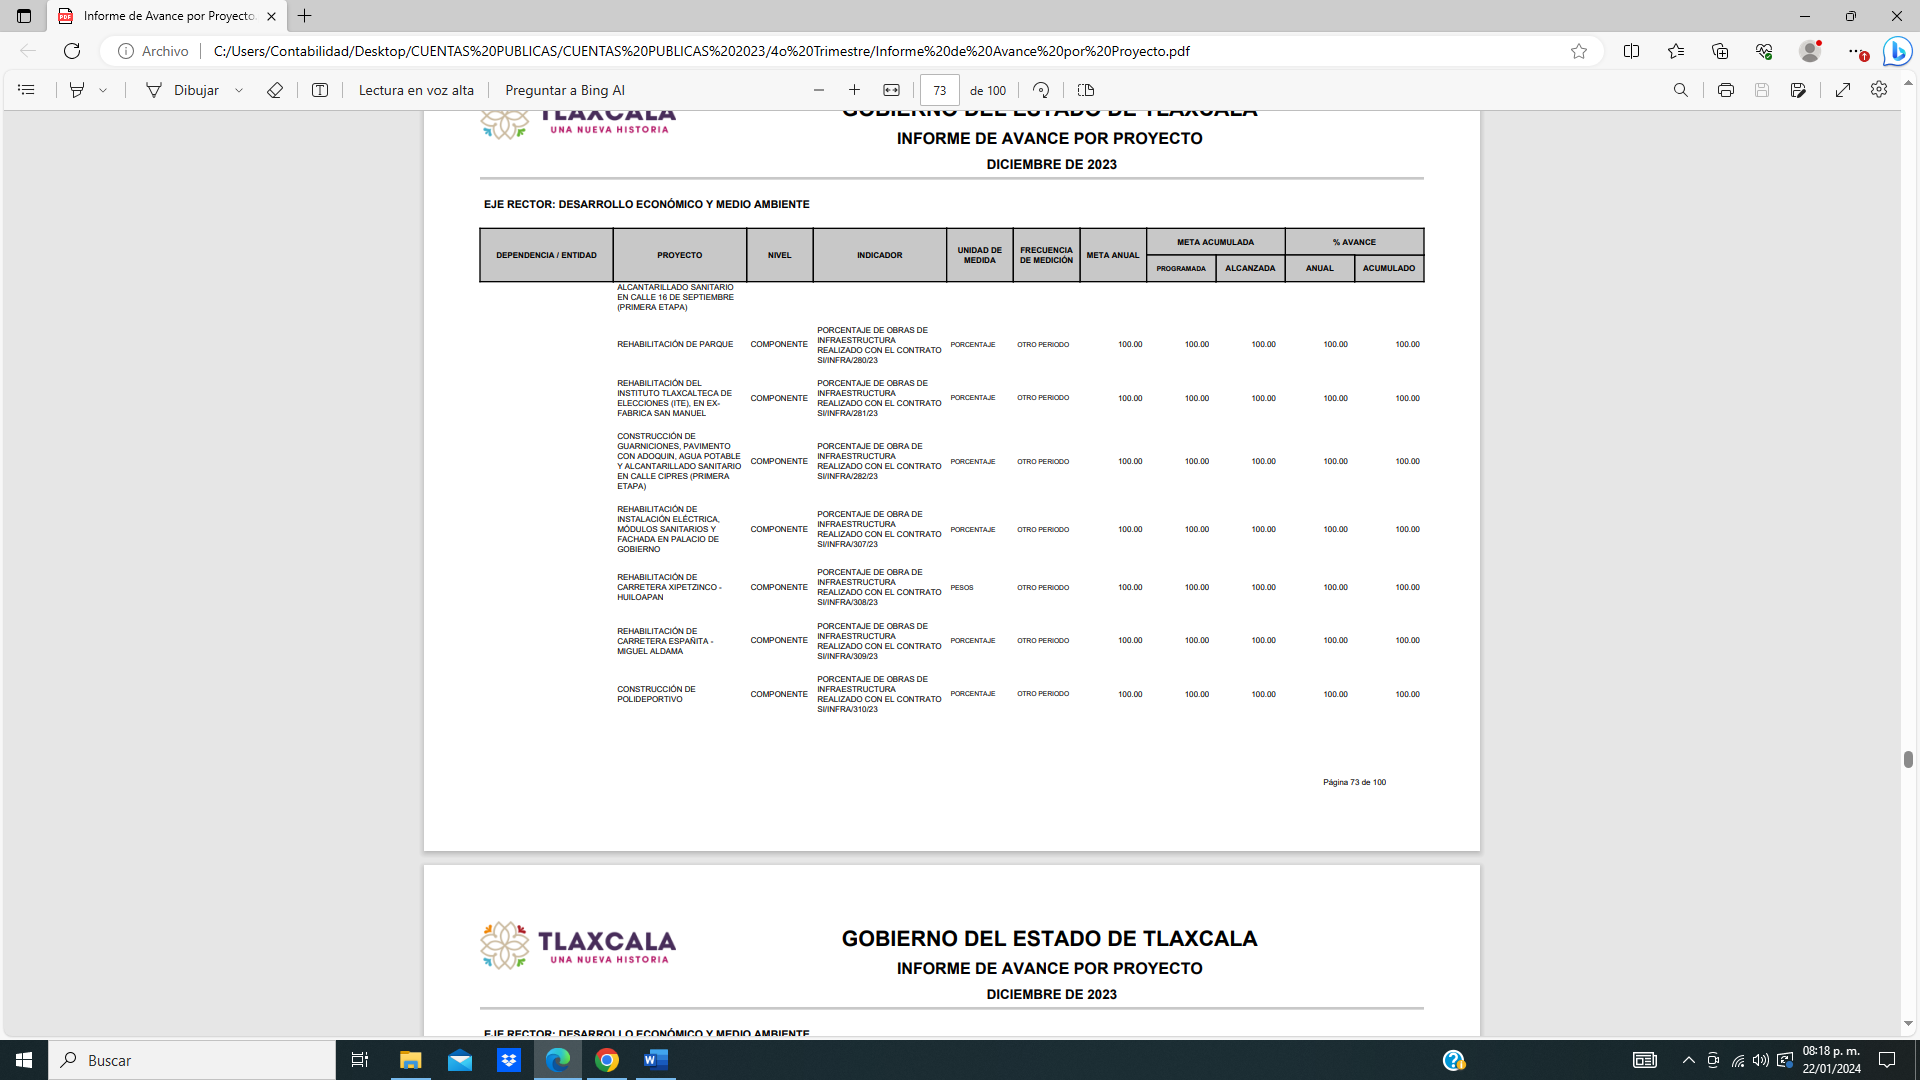 Informe de Avance por Proyecto.
Archivo
C:/Users/Contabilidad/Desktop/CUENTAS%20PUBLICAS/CUENTAS%20PUBLICAS%202023/4o%20Trimestre/Informe%20de%20Avance%20por%20Proyecto.pdf
Dibujar
Lectura en voz alta
Preguntar a Bing AI
73 de 100
TLAXCALA
UNA NUEVA HISTORIA
GOBIERNO DEL ESTADO DE TLAXCALA
INFORME DE AVANCE POR PROYECTO
DICIEMBRE DE 2023
EJE RECTOR: DESARROLLO ECONÓMICO Y MEDIO AMBIENTE
DEPENDENCIA / ENTIDAD
PROYECTO
NIVEL
INDICADOR
UNIDAD DE
MEDIDA
FRECUENCIA
DE MEDICIÓN
META ANUAL
META ACUMULADA
PROGRAMADA
ALCANZADA
% AVANCE
ANUAL
ACUMULADO
ALCANTARILLADO SANITARIO
EN CALLE 16 DE SEPTIEMBRE
(PRIMERA ETAPA)
REHABILITACIÓN DE PARQUE
COMPONENTE
PORCENTAJE DE OBRAS DE
INFRAESTRUCTURA
REALIZADO CON EL CONTRATO
SI/INFRA/280/23
PORCENTAJE
OTRO PERIODO
100.00 100.00 100.00 100.00 100.00
REHABILITACIÓN DEL
INSTITUTO TLAXCALTECA DE
ELECCIONES (ITE), EN EX-
FABRICA SAN MANUEL
COMPONENTE
PORCENTAJE DE OBRAS DE
INFRAESTRUCTURA
REALIZADO CON EL CONTRATO
SI/INFRA/281/23
PORCENTAJE
OTRO PERIODO
100.00 100.00 100.00 100.00 100.00
CONSTRUCCIÓN DE
GUARNICIONES, PAVIMENTO
CON ADOQUIN, AGUA POTABLE
Y ALCANTARILLADO SANITARIO
EN CALLE CIPRES (PRIMERA
ETAPA)
COMPONENTE
PORCENTAJE DE OBRA DE
INFRAESTRUCTURA
REALIZADO CON EL CONTRATO
SI/INFRA/282/23
PORCENTAJE
OTRO PERIODO
100.00 100.00 100.00 100.00 100.00
REHABILITACIÓN DE
INSTALACIÓN ELÉCTRICA,
MÓDULOS SANITARIOS Y
FACHADA EN PALACIO DE
GOBIERNO
COMPONENTE
PORCENTAJE DE OBRA DE
INFRAESTRUCTURA
REALIZADO CON EL CONTRATO
SI/INFRA/307/23
PORCENTAJE
OTRO PERIODO
100.00 100.00 100.00 100.00 100.00
REHABILITACIÓN DE
CARRETERA XIPETZINCO -
HUILOAPAN
COMPONENTE
PORCENTAJE DE OBRA DE
INFRAESTRUCTURA
REALIZADO CON EL CONTRATO
SI/INFRA/308/23
PESOS
OTRO PERIODO
100.00 100.00 100.00 100.00 100.00
REHABILITACIÓN DE
CARRETERA ESPAÑITA -
MIGUEL ALDAMA
COMPONENTE
PORCENTAJE DE OBRAS DE
INFRAESTRUCTURA
REALIZADO CON EL CONTRATO
SI/INFRA/309/23
PORCENTAJE
OTRO PERIODO
100.00 100.00 100.00 100.00 100.00
CONSTRUCCIÓN DE
POLIDEPORTIVO
COMPONENTE
PORCENTAJE DE OBRAS DE
INFRAESTRUCTURA
REALIZADO CON EL CONTRATO
SI/INFRA/310/23
PORCENTAJE
OTRO PERIODO
100.00 100.00 100.00 100.00 100.00
Página 73 de 100
TLAXCALA
UNA NUEVA HISTORIA
GOBIERNO DEL ESTADO DE TLAXCALA
INFORME DE AVANCE POR PROYECTO
DICIEMBRE DE 2023
EJE RECTOR: DESARROLLO ECONÓMICO Y MEDIO AMBIENTE
Buscar
08:18 p. m.
22/01/2024